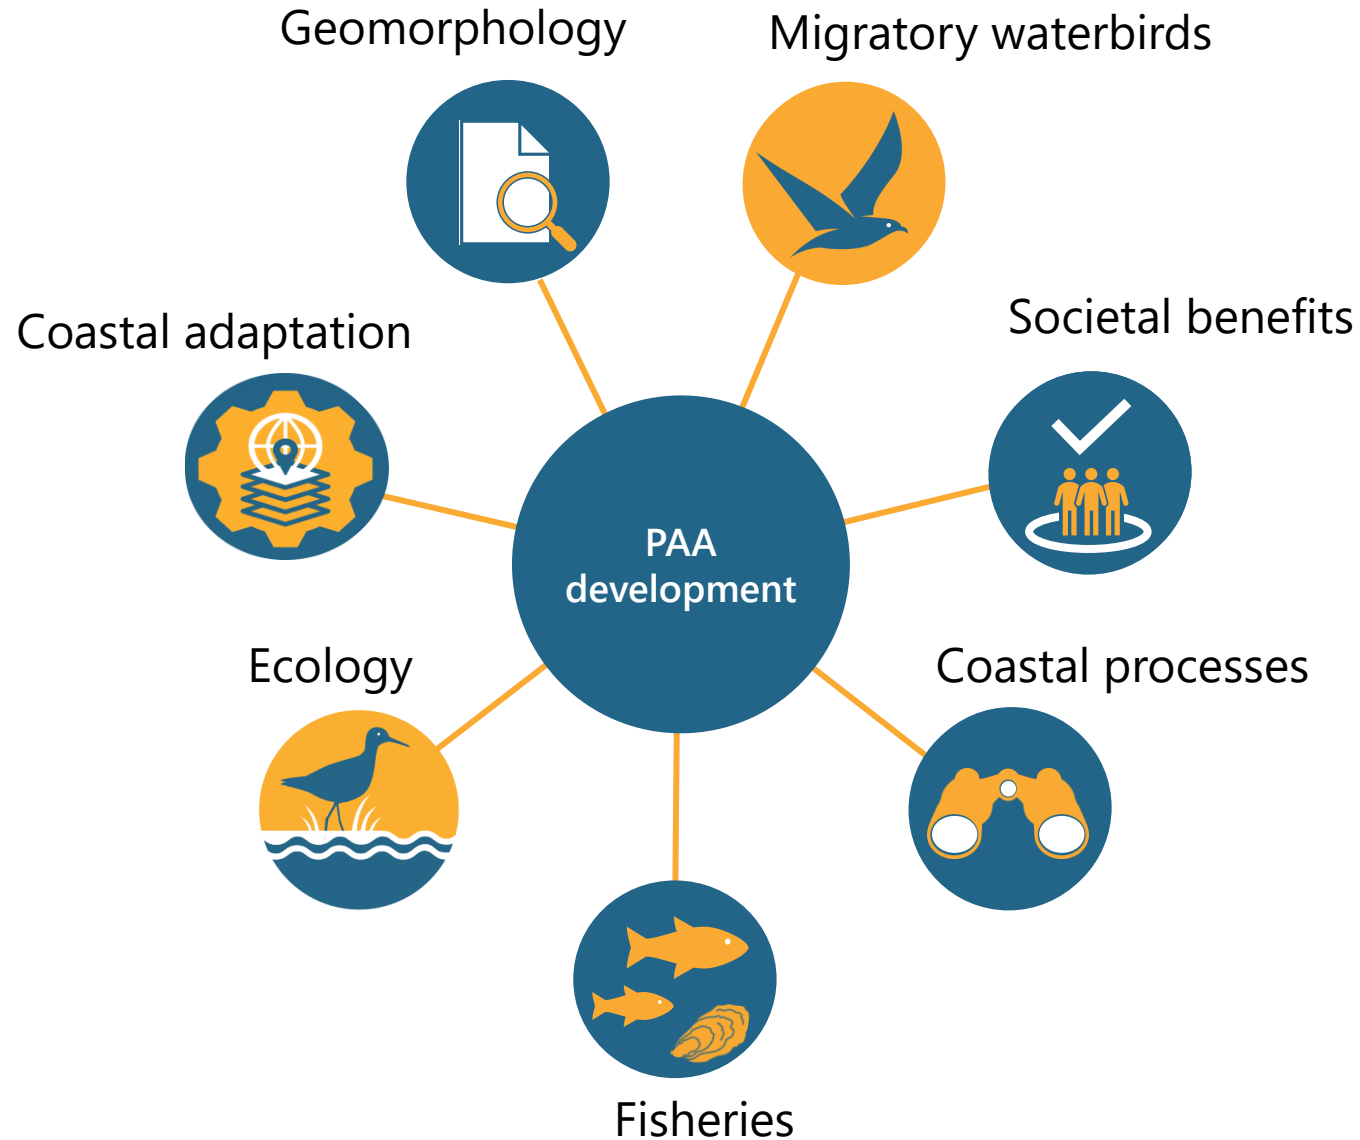 Geomorphology
Migratory waterbirds
Coastal adaptation
Societal benefits
PAA
development
Ecology
Coastal processes
Fisheries